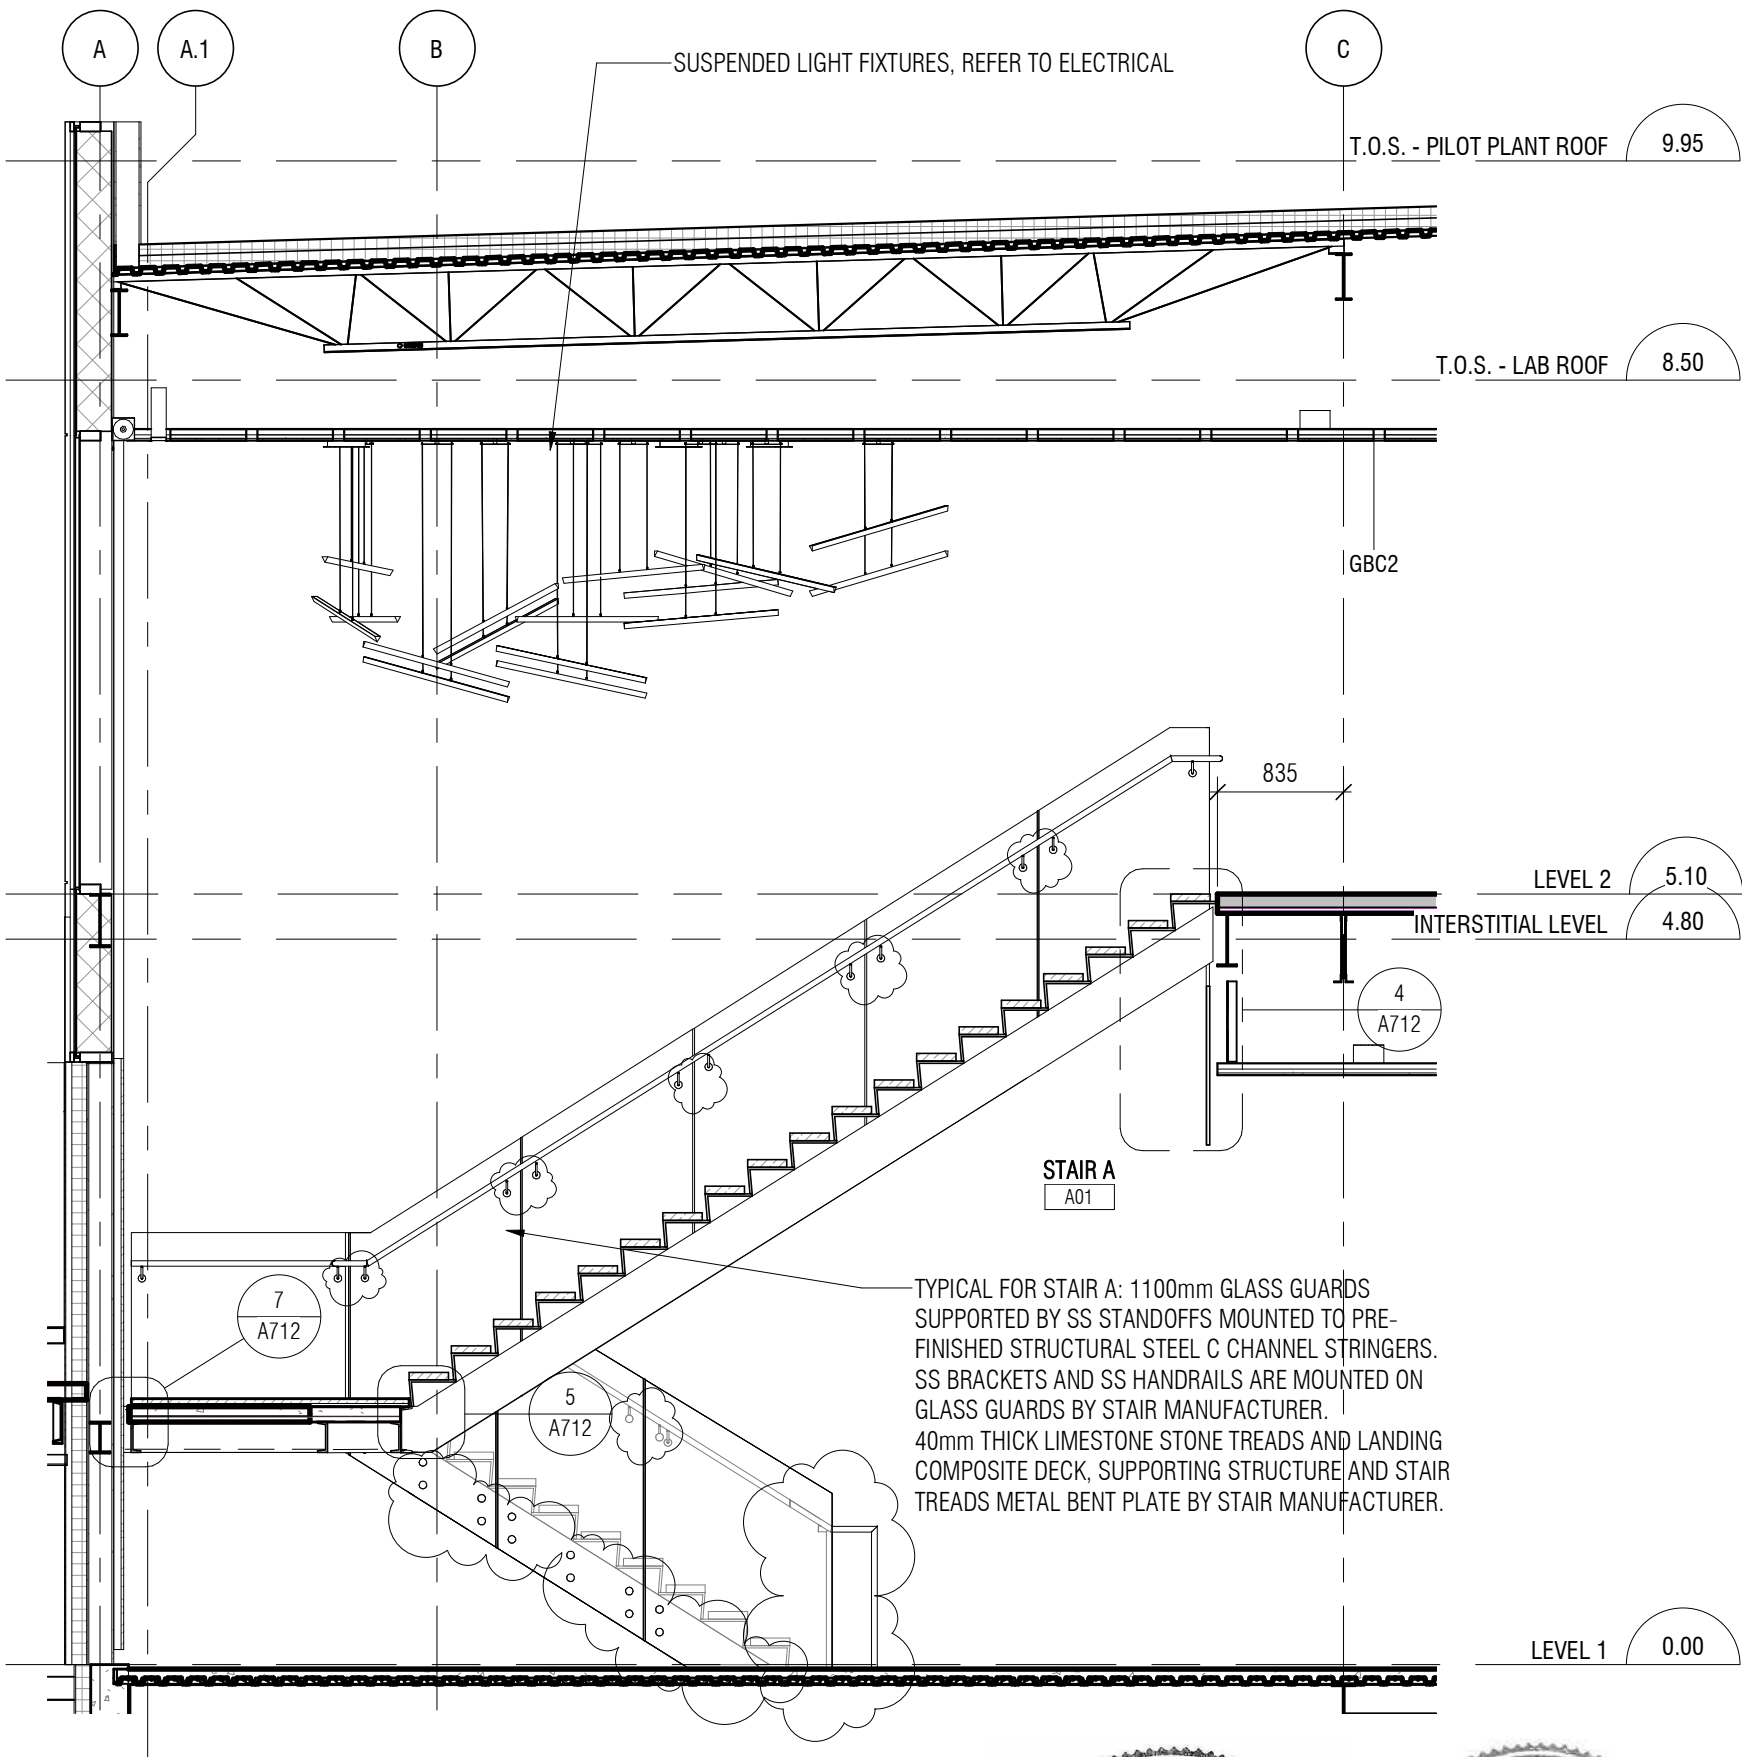 A
A.1
B
C
SUSPENDED LIGHT FIXTURES, REFER TO ELECTRICAL
T.O.S. - PILOT PLANT ROOF
9.95
T.O.S. - LAB ROOF
8.50
GBC2
835
LEVEL 2
5.10
INTERSTITIAL LEVEL
4.80
4
A712
STAIR A
A01
TYPICAL FOR STAIR A: 1100mm GLASS GUARDS
SUPPORTED BY SS STANDOFFS MOUNTED TO PRE-
FINISHED STRUCTURAL STEEL C CHANNEL STRINGERS.
SS BRACKETS AND SS HANDRAILS ARE MOUNTED ON
GLASS GUARDS BY STAIR MANUFACTURER.
40mm THICK LIMESTONE STONE TREADS AND LANDING
COMPOSITE DECK, SUPPORTING STRUCTURE AND STAIR
TREADS METAL BENT PLATE BY STAIR MANUFACTURER.
7
A712
5
A712
LEVEL 1
0.00